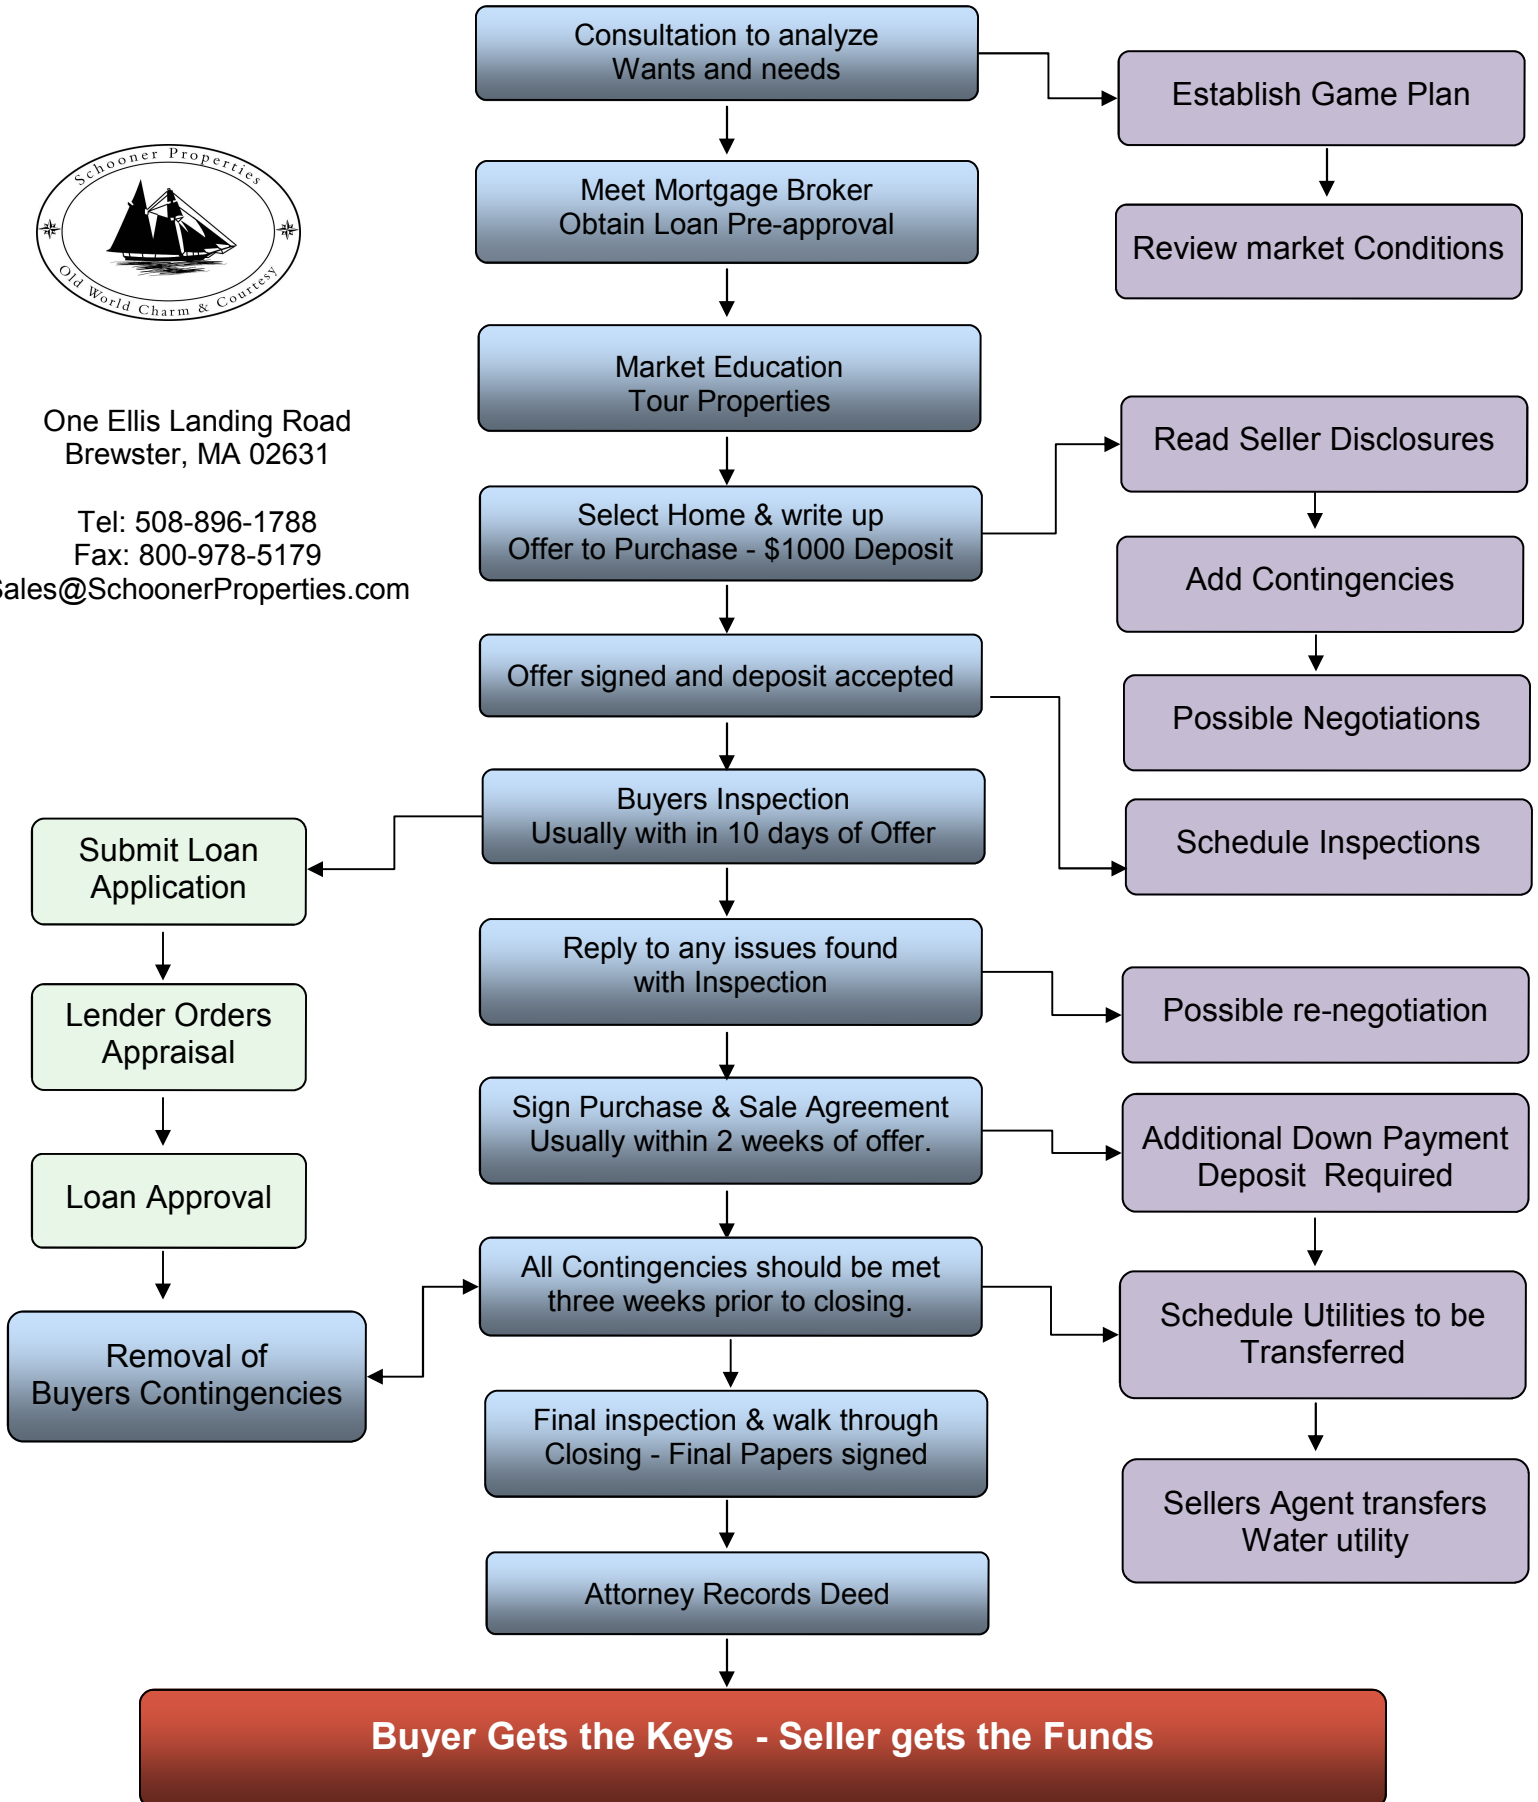 Consultation to analyze
Wants and needs
Establish Game Plan
Review market Conditions
Schooner Properties
Old World Charm & Courtesy
One Ellis Landing Road
Brewster, MA 02631
Tel: 508-896-1788
Fax: 800-978-5179
Sales@SchoonerProperties.com
Meet Mortgage Broker
Obtain Loan Pre-approval
Market Education
Tour Properties
Select Home & write up
Offer to Purchase - $1000 Deposit
Read Seller Disclosures
Add Contingencies
Possible Negotiations
Offer signed and deposit accepted
Schedule Inspections
Buyers Inspection
Usually with in 10 days of Offer
Submit Loan
Application
Lender Orders
Appraisal
Loan Approval
Removal of
Buyers Contingencies
Reply to any issues found
with Inspection
Possible re-negotiation
Sign Purchase & Sale Agreement
Usually within 2 weeks of offer.
Additional Down Payment
Deposit  Required
All Contingencies should be met
three weeks prior to closing.
Schedule Utilities to be
Transferred
Sellers Agent transfers
Water utility
Final inspection & walk through
Closing - Final Papers signed
Attorney Records Deed
Buyer Gets the Keys  - Seller gets the Funds